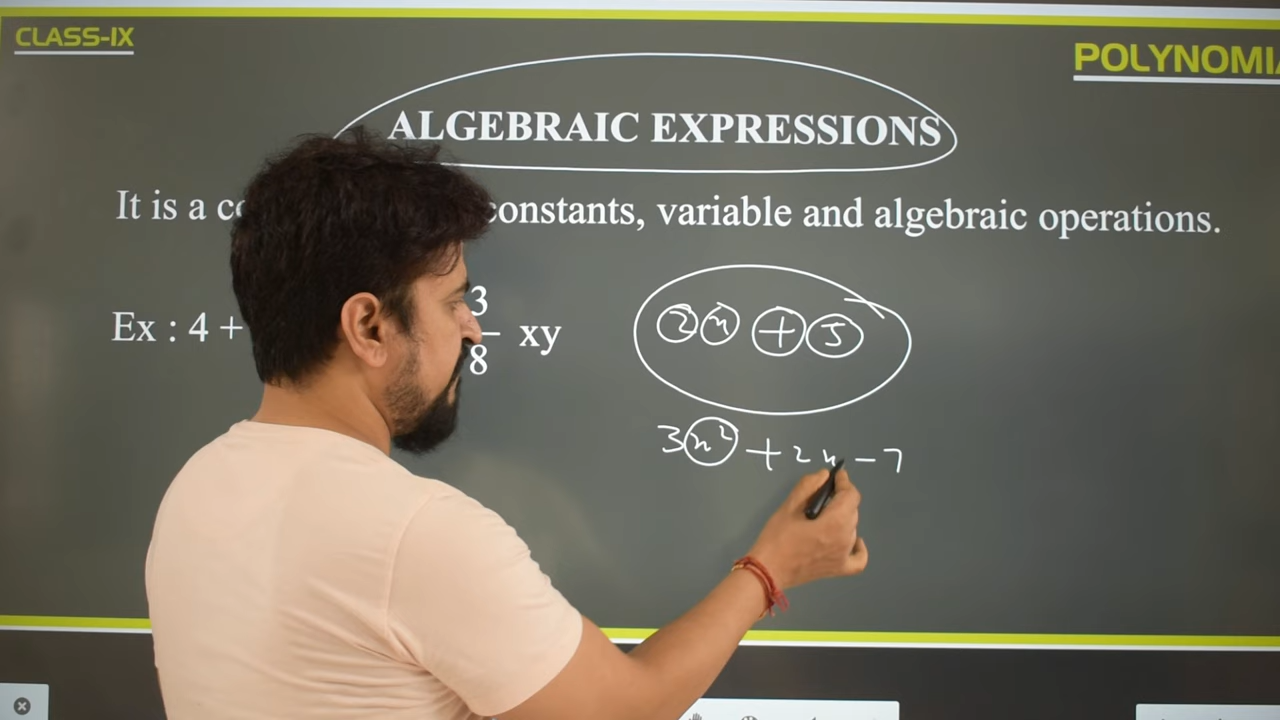 CLASS-IX
POLYNOMIA
ALGEBRAIC EXPRESSIONS
It is a constants, variable and algebraic operations.
Ex : 4 + 3/8 xy
2x + 5
3x² + 2x - 7